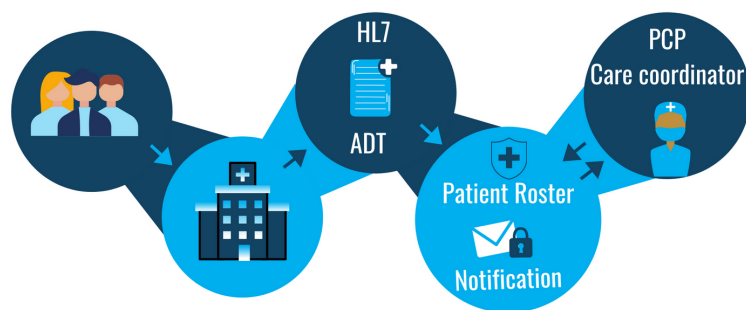 HL7
ADT
Patient Roster
Notification
PCP
Care coordinator